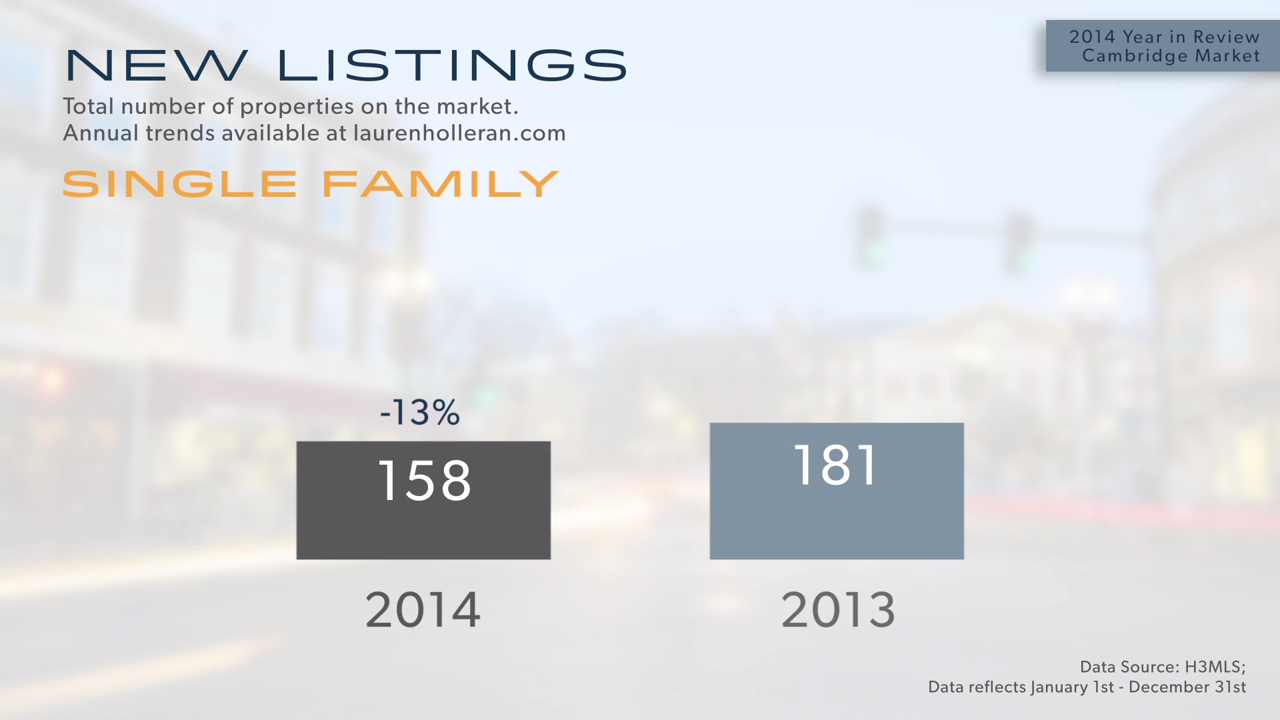 NEW LISTINGS
Total number of properties on the market.
Annual trends available at laurenholleran.com
SINGLE FAMILY
2014 Year in Review
Cambridge Market
-13%
158
181
2014
2013
Data Source: H3MLS;
Data reflects January 1st - December 31st